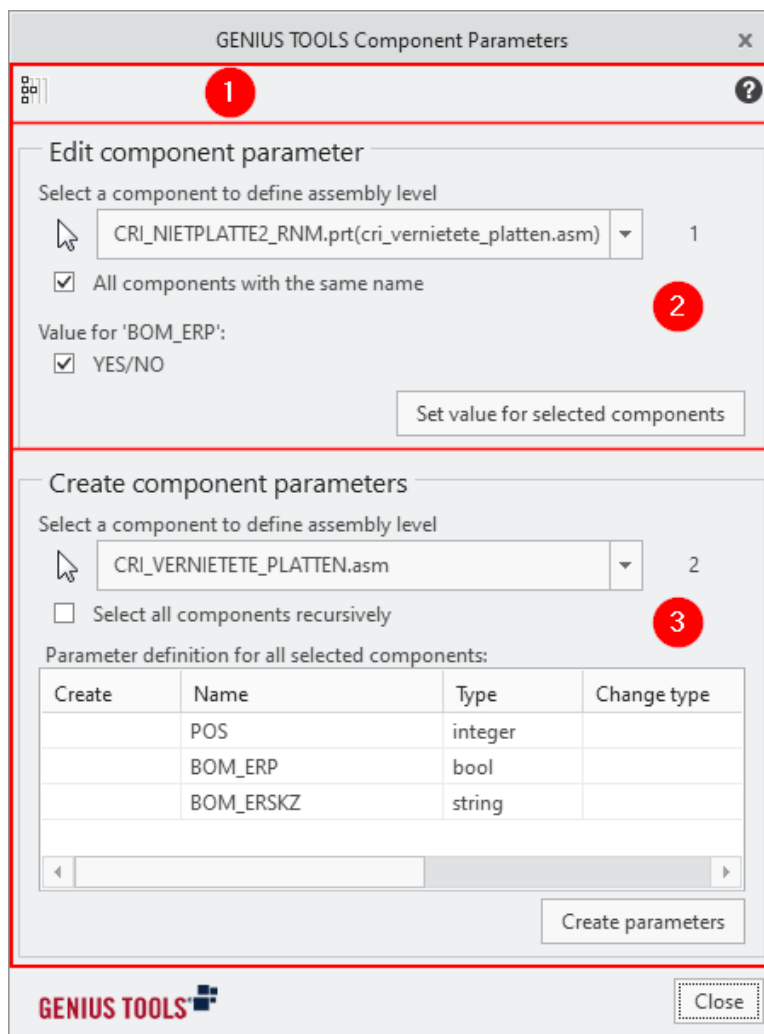 GENIUS TOOLS Component Parameters
1
Edit component parameter
Select a component to define assembly level
CRI_NIETPLATTE2_RNM.prt(cri_vernietete_platten.asm) 1
All components with the same name
2
Value for 'BOM_ERP':
YES/NO
Set value for selected components
Create component parameters
Select a component to define assembly level
CRI_VERNIETETE_PLATTEN.asm 2
Select all components recursively
3
Parameter definition for all selected components:
Create Name Type Change type
POS integer
BOM_ERP bool
BOM_ERSKZ string
Create parameters
GENIUS TOOLS
Close